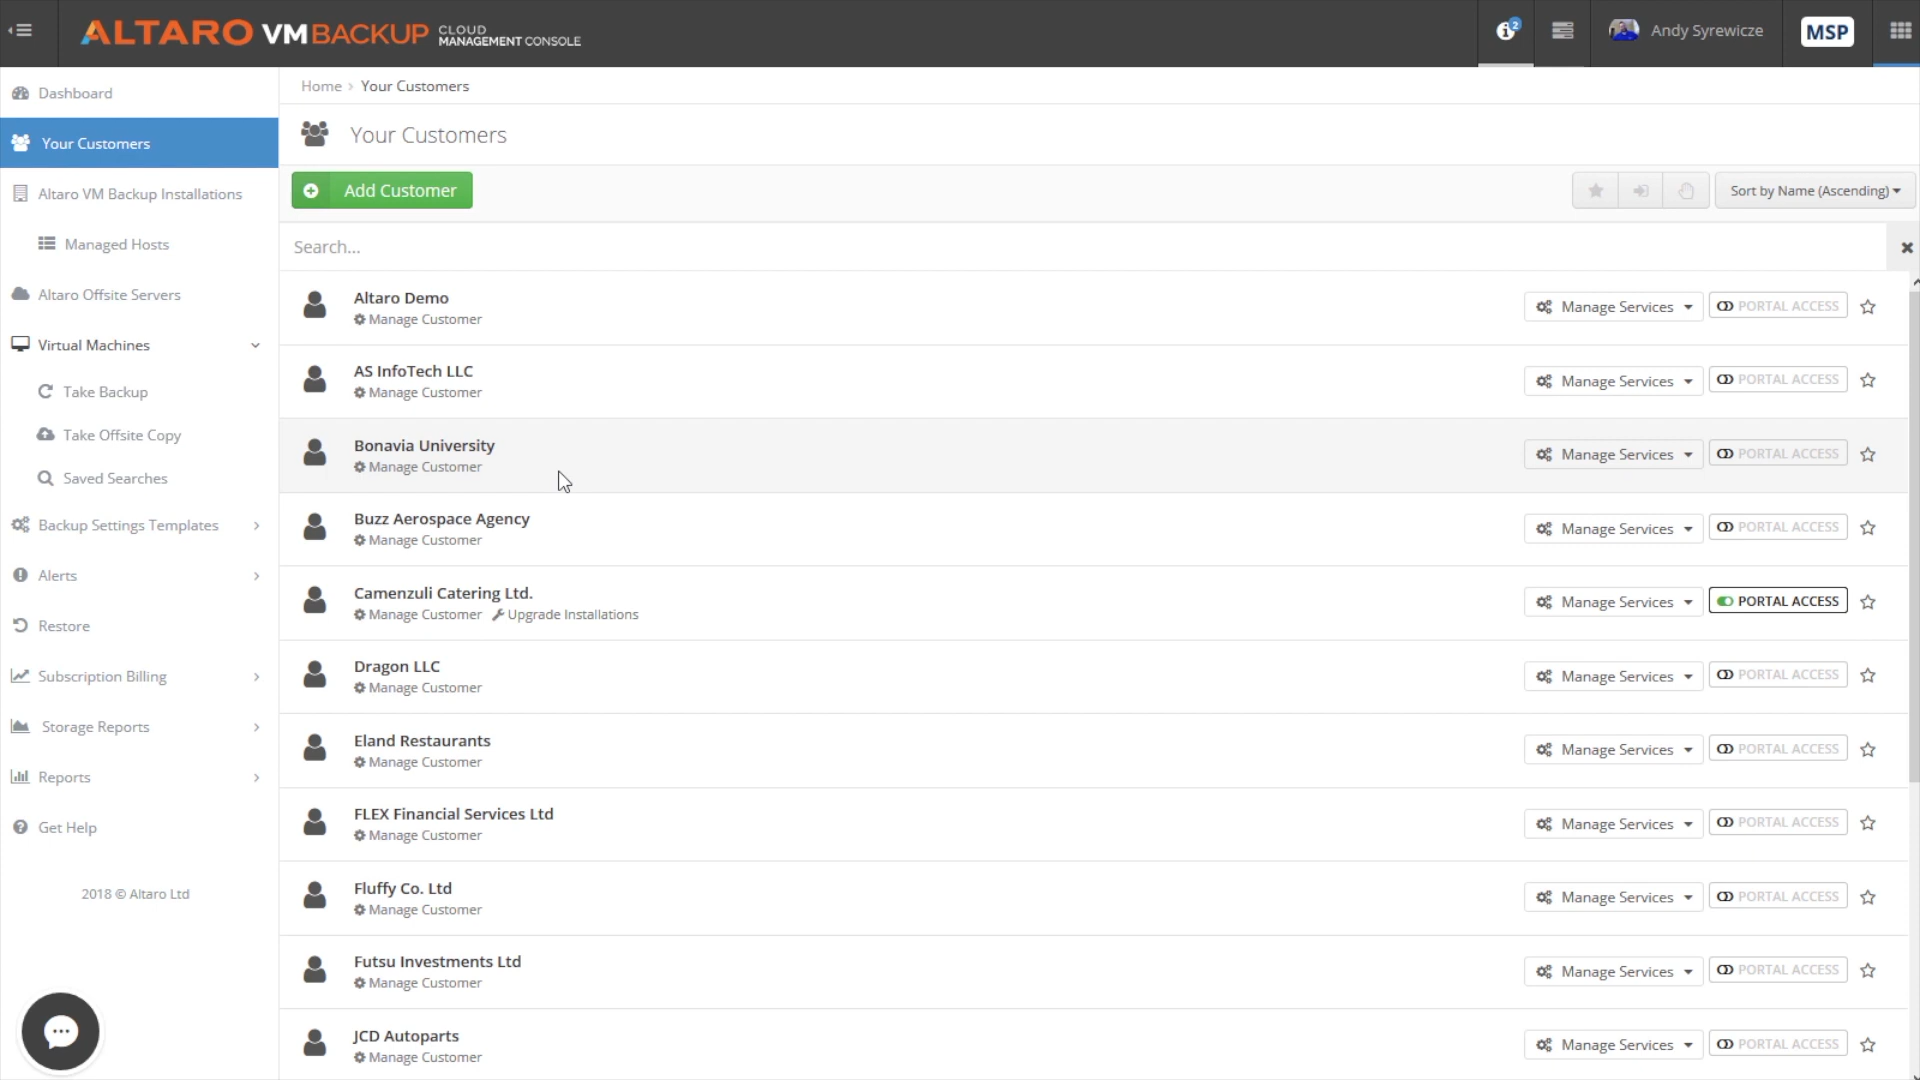 ALTARO VMBACKUP CLOUD MANAGEMENT CONSOLE
2
Andy Syrewicze
MSP
Dashboard
Your Customers
Altaro VM Backup Installations
Managed Hosts
Altaro Offsite Servers
Virtual Machines
Take Backup
Take Offsite Copy
Saved Searches
Backup Settings Templates
Alerts
Restore
Subscription Billing
Storage Reports
Reports
Get Help
2018 © Altaro Ltd
Home › Your Customers
Your Customers
Add Customer
Sort by Name (Ascending)
Search...
Altaro Demo
Manage Customer
Manage Services PORTAL ACCESS
AS InfoTech LLC
Manage Customer
Manage Services PORTAL ACCESS
Bonavia University
Manage Customer
Manage Services PORTAL ACCESS
Buzz Aerospace Agency
Manage Customer
Manage Services PORTAL ACCESS
Camenzuli Catering Ltd.
Manage Customer Upgrade Installations
Manage Services PORTAL ACCESS
Dragon LLC
Manage Customer
Manage Services PORTAL ACCESS
Eland Restaurants
Manage Customer
Manage Services PORTAL ACCESS
FLEX Financial Services Ltd
Manage Customer
Manage Services PORTAL ACCESS
Fluffy Co. Ltd
Manage Customer
Manage Services PORTAL ACCESS
Futsu Investments Ltd
Manage Customer
Manage Services PORTAL ACCESS
JCD Autoparts
Manage Customer
Manage Services PORTAL ACCESS